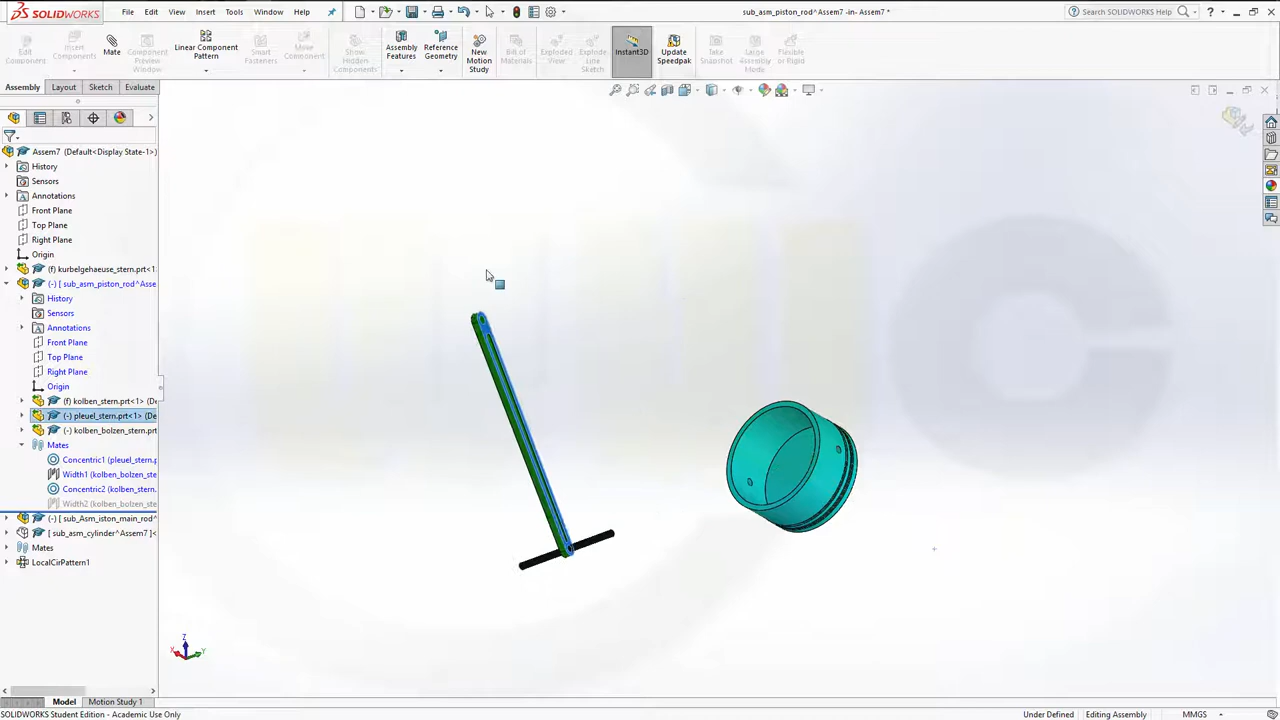 SOLIDWORKS
File Edit View Insert Tools Window Help
sub_asm_piston_rod^Assem7 -in- Assem7 *
Search SOLIDWORKS Help
Edit Component
Insert Components
Mate
Component Preview Window
Linear Component Pattern
Smart Fasteners
Move Component
Show Hidden Components
Assembly Features
Reference Geometry
New Motion Study
Bill of Materials
Exploded View
Explode Line Sketch
Instant3D
Update Speedpak
Take Snapshot
Large Assembly Mode
Flexible or Rigid
Assembly Layout Sketch Evaluate
Assem7 (Default<Display State-1>)
History
Sensors
Annotations
Front Plane
Top Plane
Right Plane
Origin
(f) kurbelgehaeuse_stern.prt<1
(-) [ sub_asm_piston_rod^Asse
History
Sensors
Annotations
Front Plane
Top Plane
Right Plane
Origin
(f) kolben_stern.prt<1> (De
(-) pleuel_stern.prt<1> (De
(-) kolben_bolzen_stern.prt
Mates
Concentric1 (pleuel_stern.p
Width1 (kolben_bolzen_ste
Concentric2 (kolben_stern.
Width2 (kolben_bolzen_ste
(-) [ sub_Asm_iston_main_rod^
[ sub_asm_cylinder^Assem7 ]<
Mates
LocalCirPattern1
Z
X Y
Model Motion Study 1
SOLIDWORKS Student Edition - Academic Use Only
Under Defined Editing Assembly MMGS